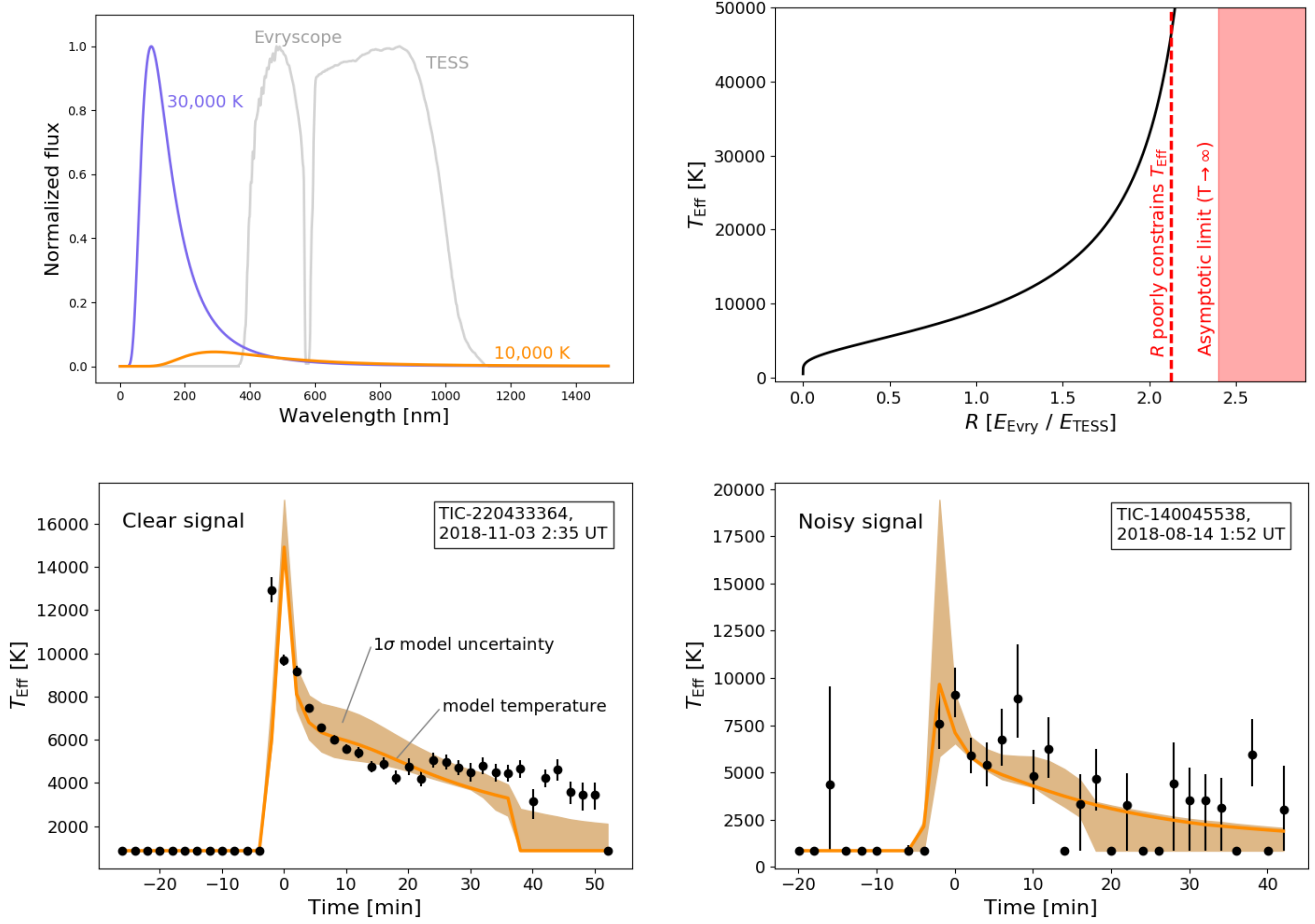 Evryscope
TESS
30,000 K
10,000 K
Normalized flux
1.0
0.8
0.6
0.4
0.2
0.0
0
200
400
600
800
1000
1200
1400
Wavelength [nm]
50000
40000
30000
20000
10000
0
T_Eff [K]
R poorly constrains T_Eff
Asymptotic limit (T → ∞)
0.0
0.5
1.0
1.5
2.0
2.5
R [E_Evry / E_TESS]
Clear signal
TIC-220433364,
2018-11-03 2:35 UT
1σ model uncertainty
model temperature
16000
14000
12000
10000
8000
6000
4000
2000
T_Eff [K]
−20
−10
0
10
20
30
40
50
Time [min]
Noisy signal
TIC-140045538,
2018-08-14 1:52 UT
20000
17500
15000
12500
10000
7500
5000
2500
0
T_Eff [K]
−20
−10
0
10
20
30
40
Time [min]